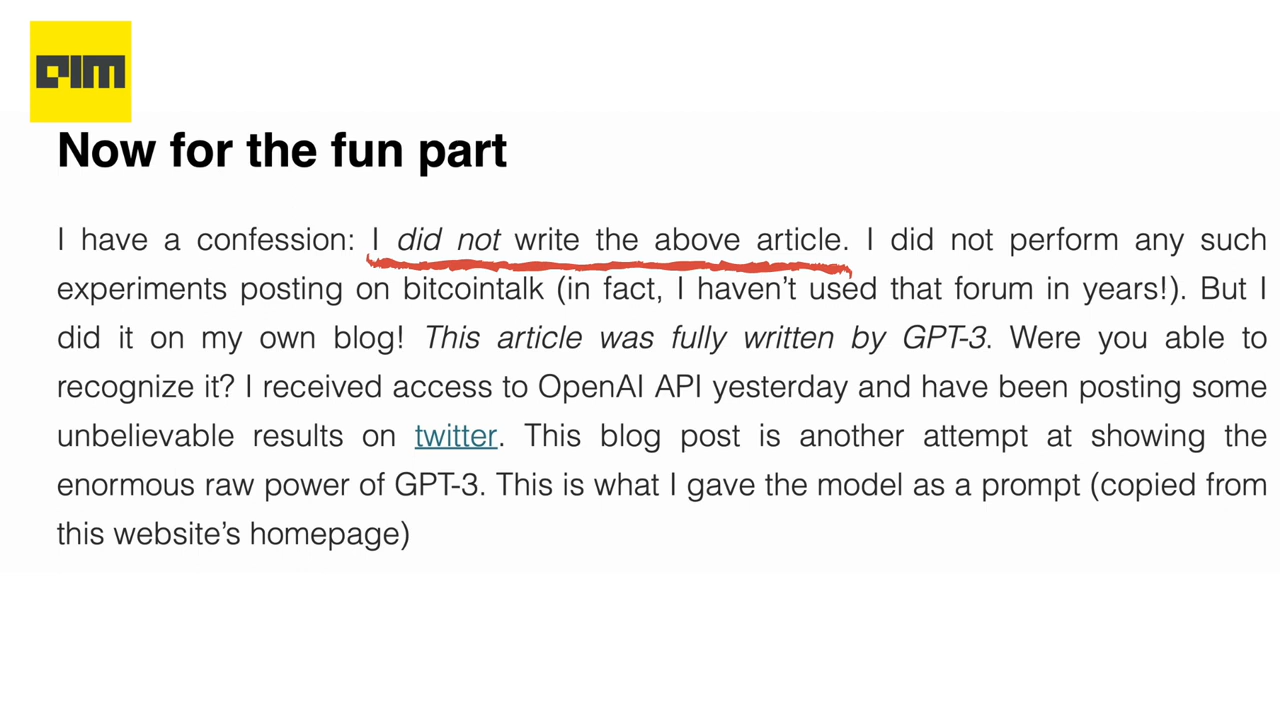 AIM
Now for the fun part
I have a confession: I did not write the above article. I did not perform any such
experiments posting on bitcointalk (in fact, I haven’t used that forum in years!). But I
did it on my own blog! This article was fully written by GPT-3. Were you able to
recognize it? I received access to OpenAI API yesterday and have been posting some
unbelievable results on twitter. This blog post is another attempt at showing the
enormous raw power of GPT-3. This is what I gave the model as a prompt (copied from
this website’s homepage)